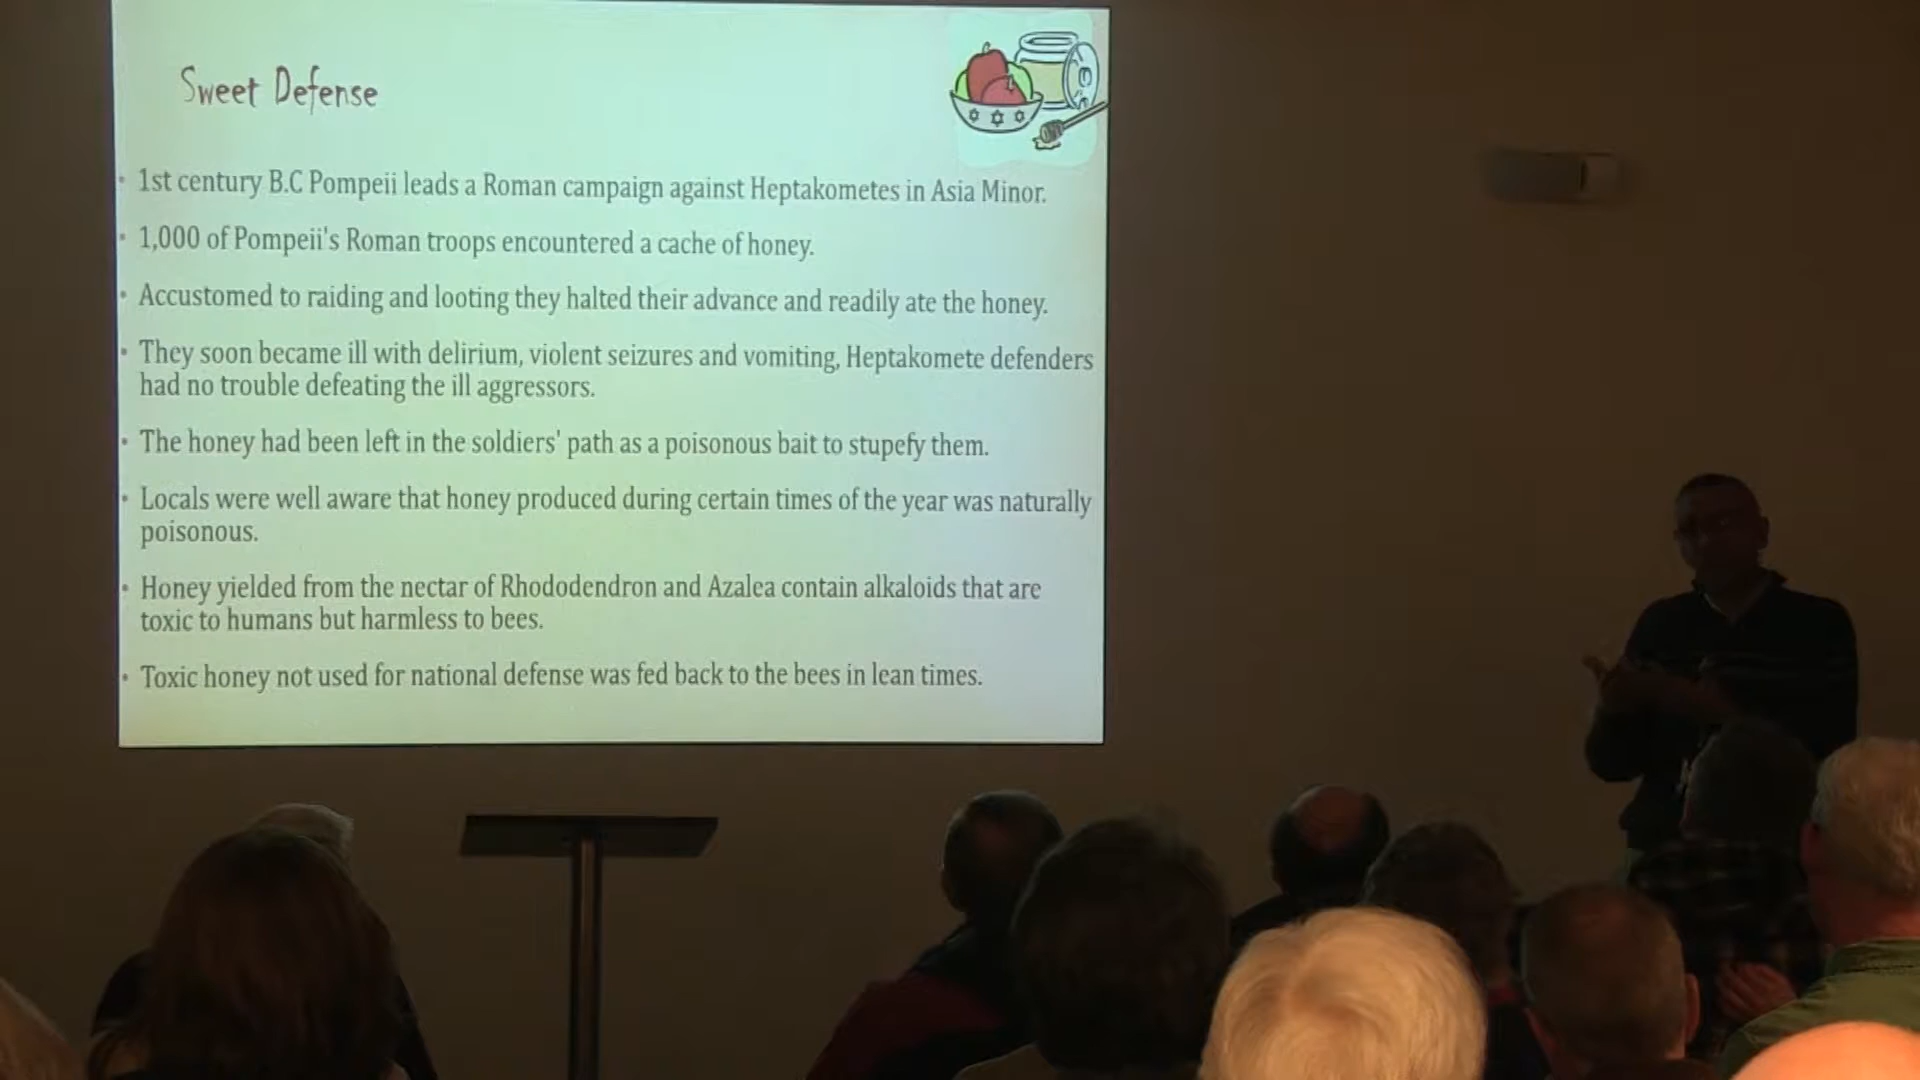 Sweet Defense
• 1st century B.C Pompeii leads a Roman campaign against Heptakometes in Asia Minor.
• 1,000 of Pompeii's Roman troops encountered a cache of honey.
• Accustomed to raiding and looting they halted their advance and readily ate the honey.
• They soon became ill with delirium, violent seizures and vomiting, Heptakomete defenders
had no trouble defeating the ill aggressors.
• The honey had been left in the soldiers' path as a poisonous bait to stupefy them.
• Locals were well aware that honey produced during certain times of the year was naturally
poisonous.
• Honey yielded from the nectar of Rhododendron and Azalea contain alkaloids that are
toxic to humans but harmless to bees.
• Toxic honey not used for national defense was fed back to the bees in lean times.